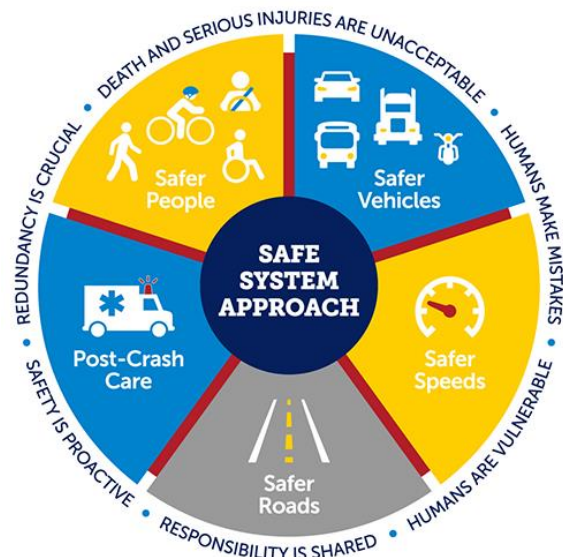 DEATH AND SERIOUS INJURIES ARE UNACCEPTABLE
HUMANS MAKE MISTAKES
HUMANS ARE VULNERABLE
RESPONSIBILITY IS SHARED
SAFETY IS PROACTIVE
REDUNDANCY IS CRUCIAL
Safer
People
Safer
Vehicles
SAFE
SYSTEM
APPROACH
Post-Crash
Care
Safer
Speeds
Safer
Roads